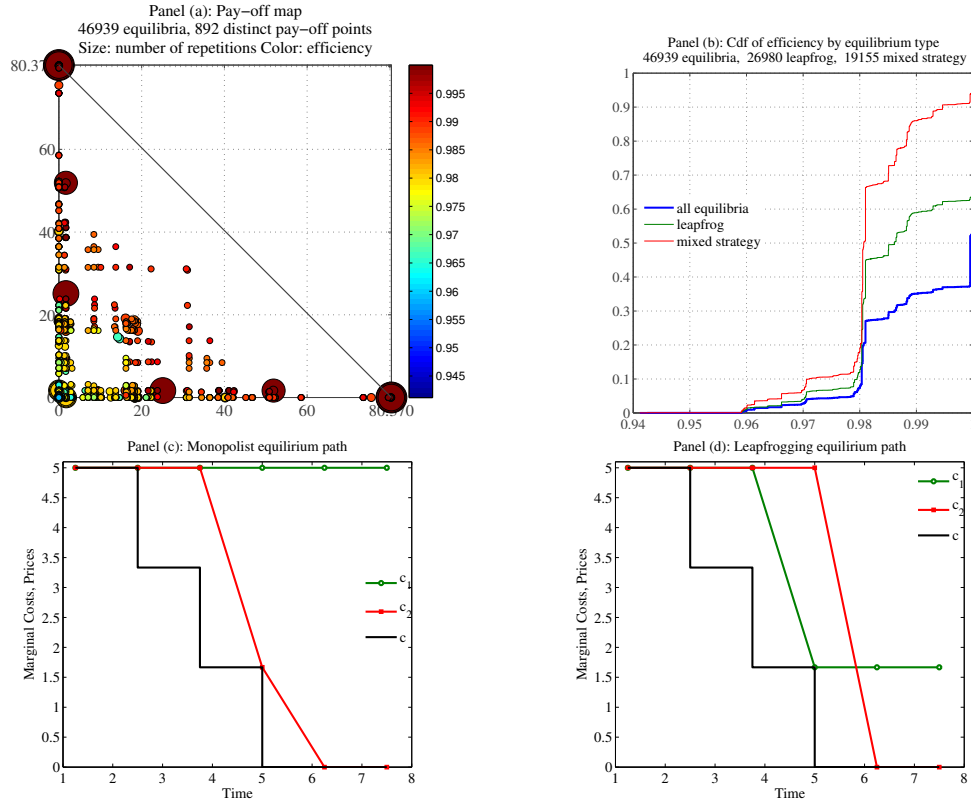 Panel (a): Pay−off map
46939 equilibria, 892 distinct pay−off points
Size: number of repetitions Color: efficiency
80.37
60
40
20
0
0
20
40
60
0.995
0.99
0.985
0.98
0.975
0.97
0.965
0.96
0.955
0.95
0.945
Panel (b): Cdf of efficiency by equilibrium type
46939 equilibria, 26980 leapfrog, 19155 mixed strategy
1
0.9
0.8
0.7
0.6
0.5
0.4
0.3
0.2
0.1
0
0.94
0.95
0.96
0.97
0.98
0.99
all equilibria
leapfrog
mixed strategy
Panel (c): Monopolist equilirium path
Marginal Costs, Prices
5
4.5
4
3.5
3
2.5
2
1.5
1
0.5
0
1 2 3 4 5 6 7 8
Time
c1
c2
c
Panel (d): Leapfrogging equilirium path
Marginal Costs, Prices
5
4.5
4
3.5
3
2.5
2
1.5
1
0.5
0
1 2 3 4 5 6 7 8
Time
c1
c2
c